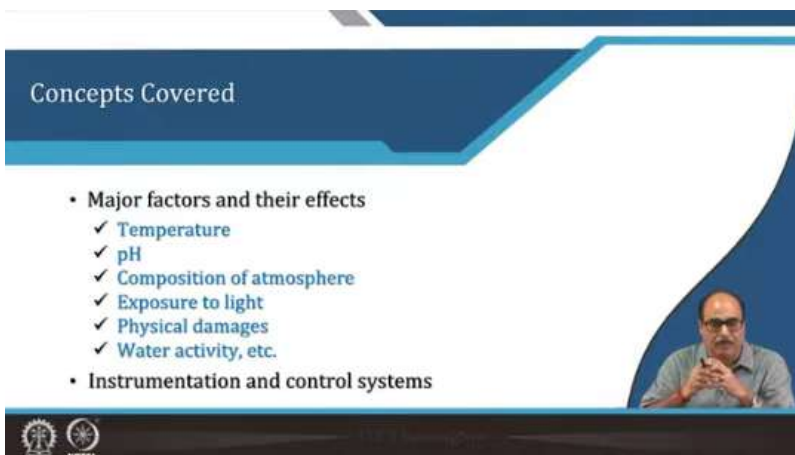 Concepts Covered
• Major factors and their effects
✓ Temperature
✓ pH
✓ Composition of atmosphere
✓ Exposure to light
✓ Physical damages
✓ Water activity, etc.
• Instrumentation and control systems